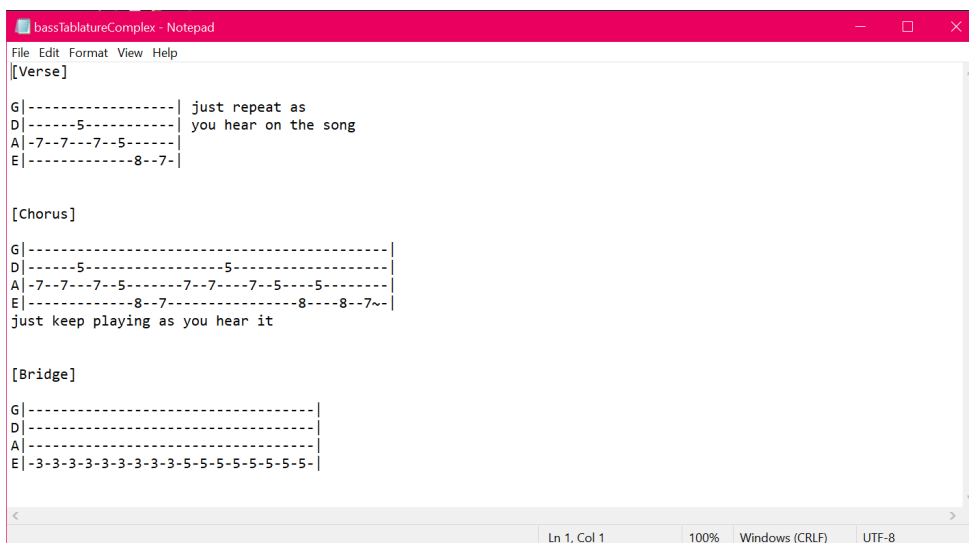 bassTablatureComplex - Notepad
File Edit Format View Help
[Verse]
G|------------------| just repeat as
D|------5-----------| you hear on the song
A|-7--7---7--5------|
E|-------------8--7-|
[Chorus]
G|--------------------------------------------|
D|------5-----------------5-------------------|
A|-7--7---7--5-------7--7----7--5----5--------|
E|-------------8--7----------------8----8--7~-|
just keep playing as you hear it
[Bridge]
G|-----------------------------------|
D|-----------------------------------|
A|-----------------------------------|
E|-3-3-3-3-3-3-3-3-3-5-5-5-5-5-5-5-5-|
Ln 1, Col 1 100% Windows (CRLF) UTF-8